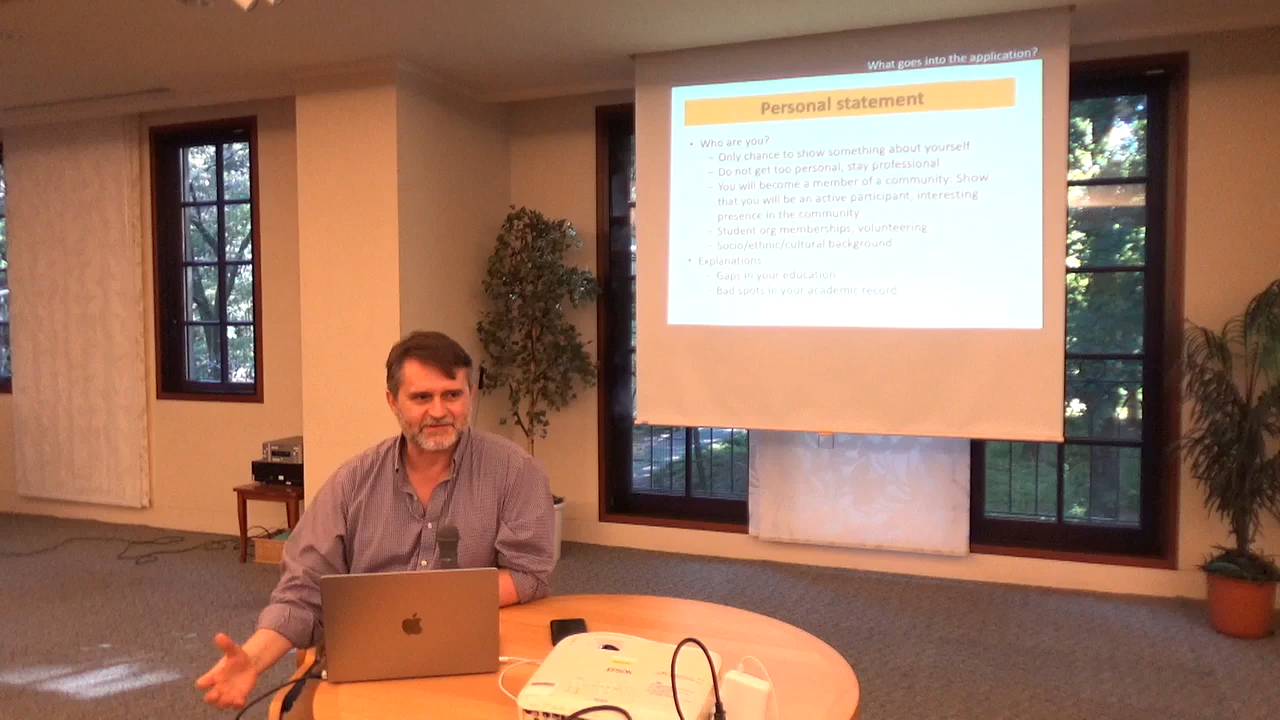 What goes into the application?
Personal statement
• Who are you?
– Only chance to show something about yourself
– Do not get too personal, stay professional
– You will become a member of a community. Show
that you will be an active participant, interesting
presence in the community
– Student org memberships, volunteering
– Socio/ethnic/cultural background
• Explanations
– Gaps in your education
– Bad spots in your academic record
EPSON